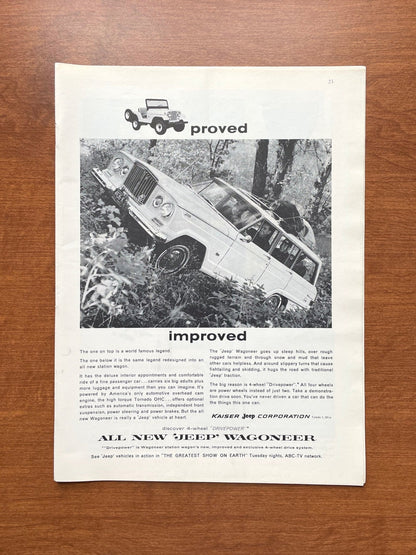 proved
improved
The one on top is a world famous legend.
The one below it is the same legend redesigned into an
all new station wagon.
It has the deluxe interior appointments and comfortable
ride of a fine passenger car . . . carries six big adults plus
more luggage and equipment than you can imagine. It's
powered by America's only automotive overhead cam
engine, the high torque Tornado OHC . . . offers optional
extras such as automatic transmission, independent front
suspension, power steering and power brakes. But the all
new Wagoneer is really a 'Jeep' vehicle at heart.
The 'Jeep' Wagoneer goes up steep hills, over rough
rugged terrain and through snow and mud that leave
other cars helpless. And around slippery turns that cause
fishtailing and skidding, it hugs the road with traditional
'Jeep' traction.
The big reason is 4-wheel "Drivepower". All four wheels
are power wheels instead of just two. Take a demonstra-
tion drive soon. You've never driven a car that can do the
things this one can.
KAISER Jeep CORPORATION
discover 4-wheel "DRIVEPOWER"*
ALL NEW 'JEEP' WAGONEER
*"Drivepower" is Wagoneer station wagon's new, improved and exclusive drive system.
See 'Jeep' vehicles in action in "THE GREATEST SHOW ON EARTH" Tuesday nights, ABC-TV network.